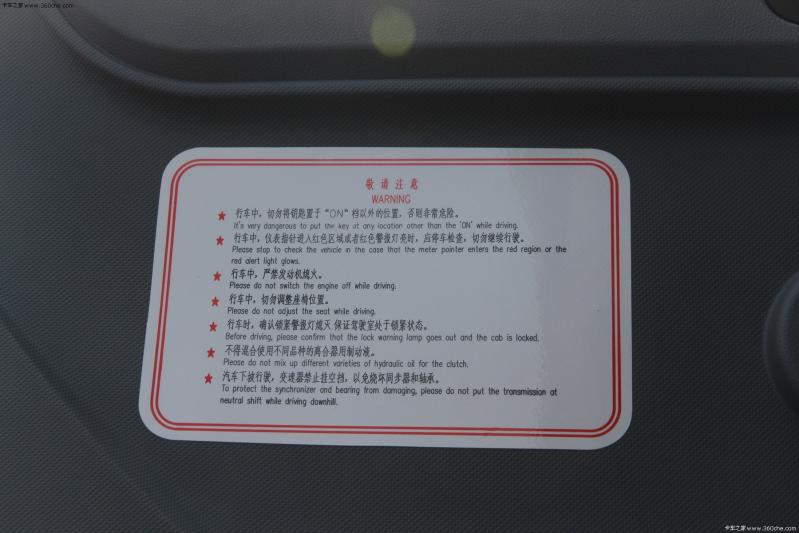 卡车之家 www.360che.com
敬请注意
WARNING
★ 行车中，切勿将钥匙置于“ON”档以外的位置，否则非常危险。
It's very dangerous to put the key at any location other than the 'ON' while driving.
★ 行车中，仪表指针进入红色区域或者红色警报灯亮时，应停车检查，切勿继续行驶。
Please stop to check the vehicle in the case that the meter pointer enters the red region or the
red alert light glows.
★ 行车中，严禁发动机熄火。
Please do not switch the engine off while driving.
★ 行车中，切勿调整座椅位置。
Please do not adjust the seat while driving.
★ 行车时，确认锁紧警报灯熄灭,保证驾驶室处于锁紧状态。
Before driving, please confirm that the lock warning lamp goes out and the cab is locked.
★ 不得混合使用不同品种的离合器用制动液。
Please do not mix up different varieties of hydraulic oil for the clutch.
★ 汽车下坡行驶，变速器禁止挂空挡，以免烧坏同步器和轴承。
To protect the synchronizer and bearing from damaging, please do not put the transmission at
neutral shift while driving downhill.
卡车之家 www.360che.com